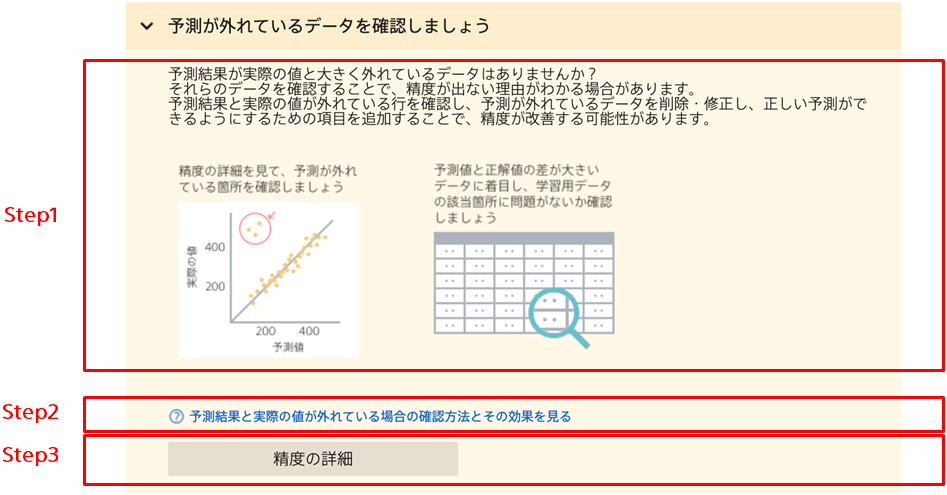 予測が外れているデータを確認しましょう
予測結果が実際の値と大きく外れているデータはありませんか？
それらのデータを確認することで、精度が出ない理由がわかる場合があります。
予測結果と実際の値が外れている行を確認し、予測が外れているデータを削除・修正し、正しい予測がで
きるようにするための項目を追加することで、精度が改善する可能性があります。
Step1
精度の詳細を見て、予測が外れ
ている箇所を確認しましょう
実際の値
400
200
200 400
予測値
予測値と正解値の差が大きい
データに着目し、学習用データ
の該当箇所に問題がないか確認
しましょう
Step2
? 予測結果と実際の値が外れている場合の確認方法とその効果を見る
Step3
精度の詳細